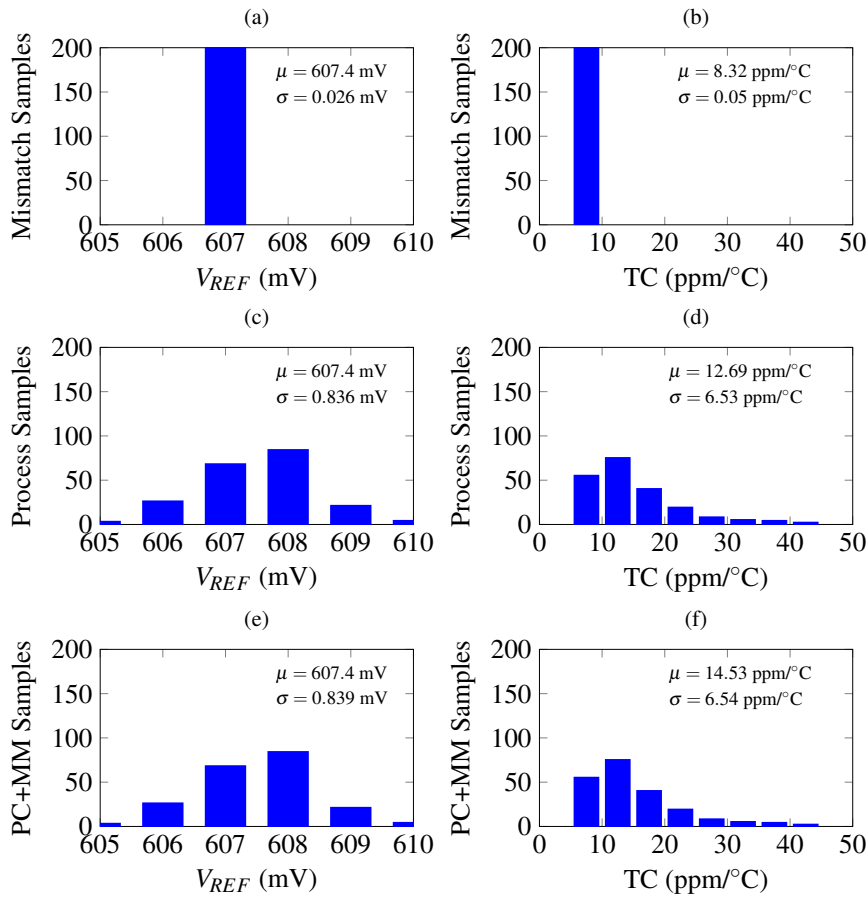 (a)
Mismatch Samples
200
150
100
50
0
μ = 607.4 mV
σ = 0.026 mV
605 606 607 608 609 610
V_REF (mV)
(b)
Mismatch Samples
200
150
100
50
0
μ = 8.32 ppm/°C
σ = 0.05 ppm/°C
0 10 20 30 40 50
TC (ppm/°C)
(c)
Process Samples
200
150
100
50
0
μ = 607.4 mV
σ = 0.836 mV
605 606 607 608 609 610
V_REF (mV)
(d)
Process Samples
200
150
100
50
0
μ = 12.69 ppm/°C
σ = 6.53 ppm/°C
0 10 20 30 40 50
TC (ppm/°C)
(e)
PC+MM Samples
200
150
100
50
0
μ = 607.4 mV
σ = 0.839 mV
605 606 607 608 609 610
V_REF (mV)
(f)
PC+MM Samples
200
150
100
50
0
μ = 14.53 ppm/°C
σ = 6.54 ppm/°C
0 10 20 30 40 50
TC (ppm/°C)